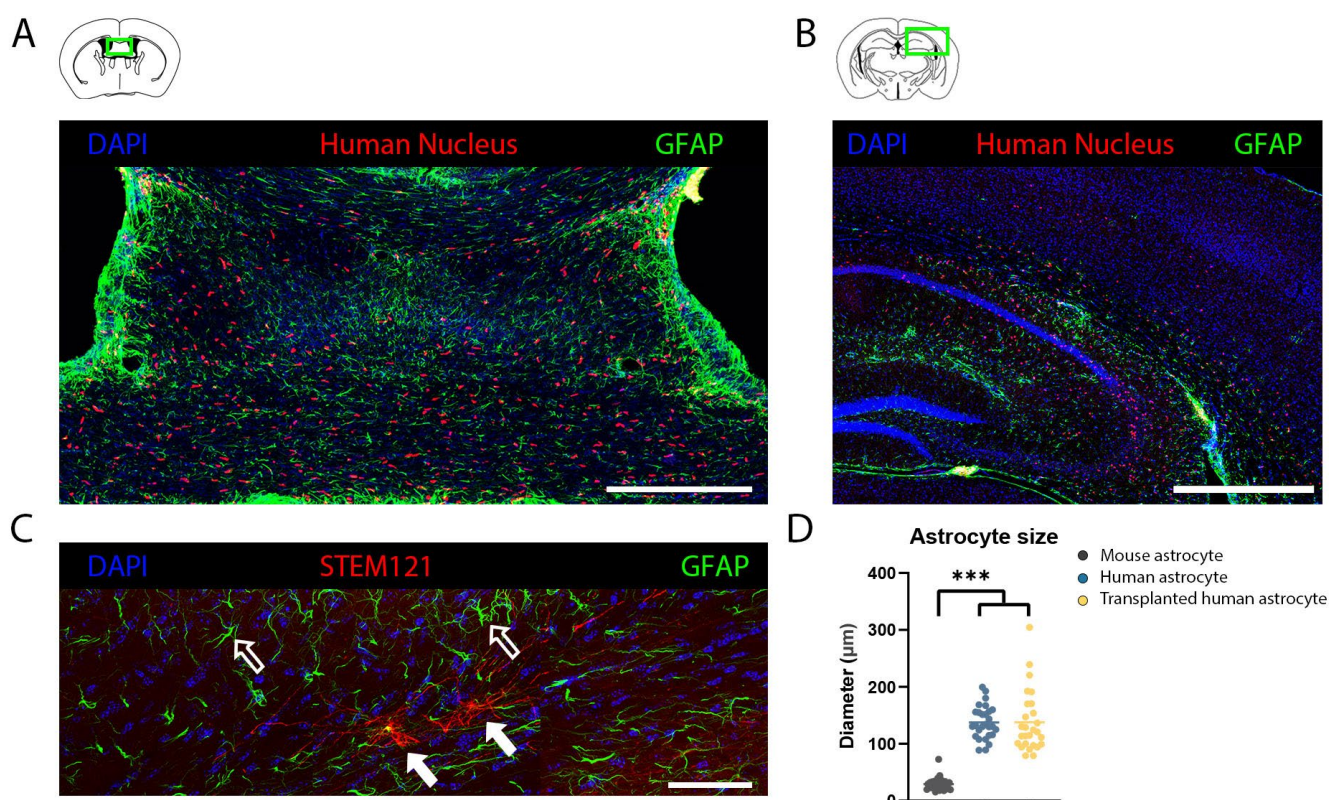 A
DAPI Human Nucleus GFAP
B
DAPI Human Nucleus GFAP
C
DAPI STEM121 GFAP
D
Astrocyte size
Mouse astrocyte
Human astrocyte
Transplanted human astrocyte
***
Diameter (µm)
400
300
200
100
0